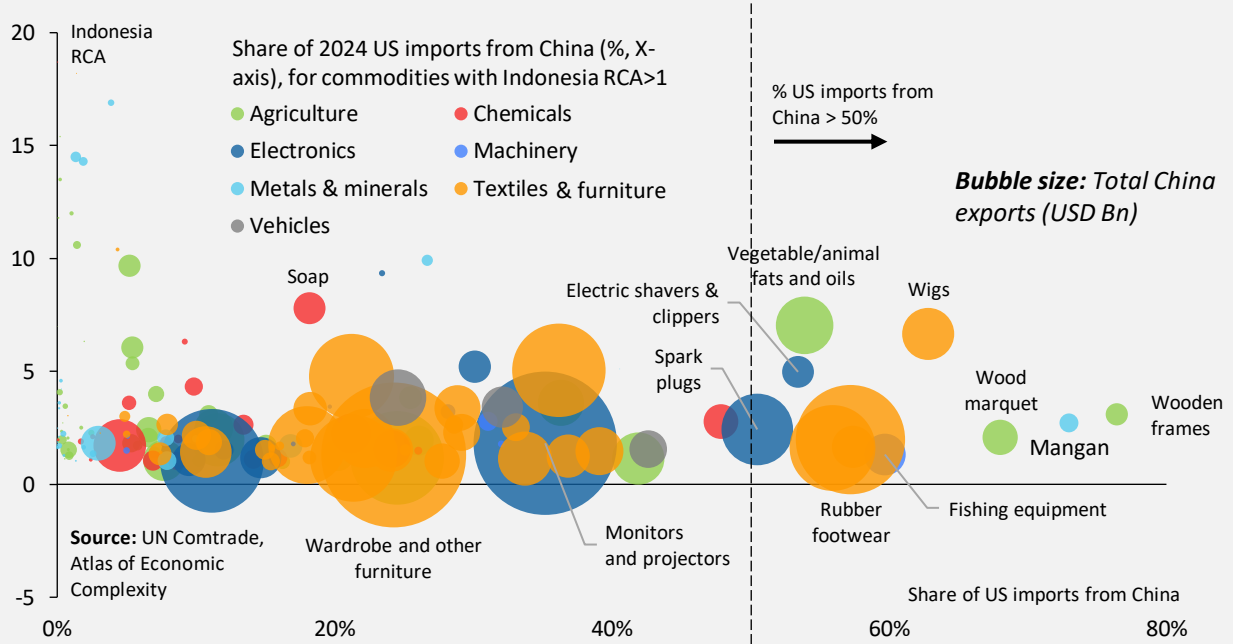 20
15
10
5
0
-5
Indonesia
RCA
Share of 2024 US imports from China (%, X-
axis), for commodities with Indonesia RCA>1
Agriculture
Chemicals
Electronics
Machinery
Metals & minerals
Textiles & furniture
Vehicles
% US imports from
China > 50%
Bubble size: Total China
exports (USD Bn)
Soap
Vegetable/animal
fats and oils
Electric shavers &
clippers
Spark
plugs
Wigs
Wood
marquet
Mangan
Wooden
frames
Wardrobe and other
furniture
Monitors
and projectors
Rubber
footwear
Fishing equipment
Source: UN Comtrade,
Atlas of Economic
Complexity
Share of US imports from China
0%
20%
40%
60%
80%